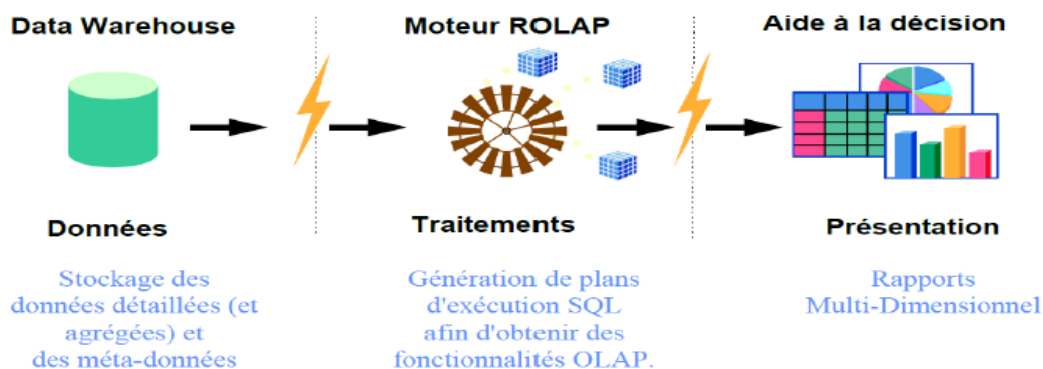 Data Warehouse
Moteur ROLAP
Aide à la décision
Données
Traitements
Présentation
Stockage des
données détaillées (et
agrégées) et
des méta-données
Génération de plans
d'exécution SQL
afin d'obtenir des
fonctionnalités OLAP.
Rapports
Multi-Dimensionnel